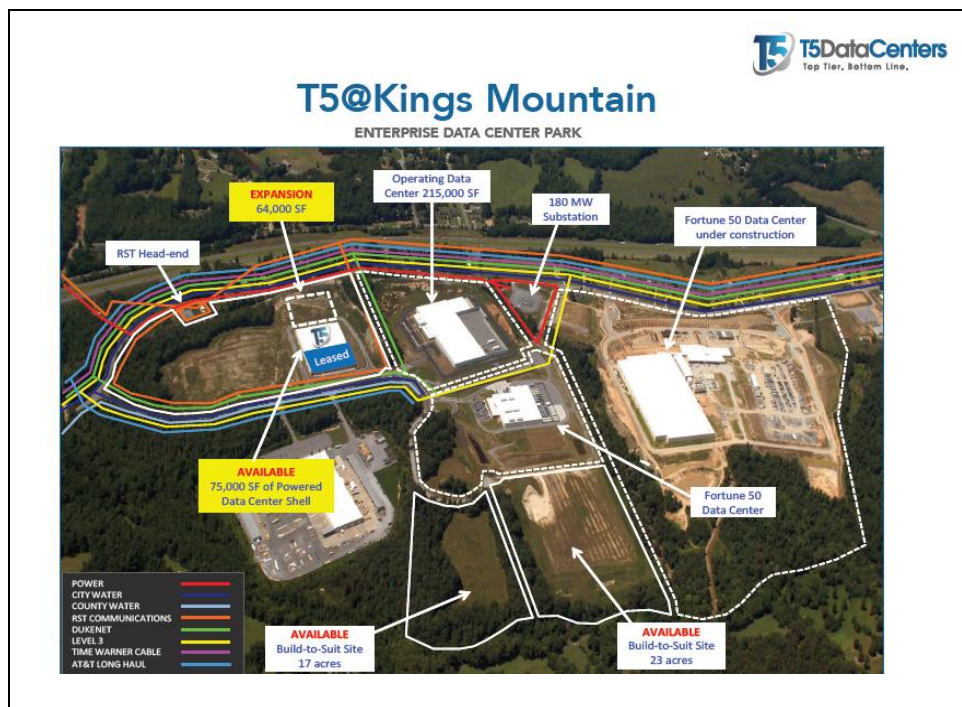 T5 T5DataCenters
Top Tier. Bottom Line.
T5@Kings Mountain
ENTERPRISE DATA CENTER PARK
EXPANSION
64,000 SF
Operating Data
Center 215,000 SF
180 MW
Substation
Fortune 50 Data Center
under construction
RST Head-end
T5
Leased
AVAILABLE
75,000 SF of Powered
Data Center Shell
Fortune 50
Data Center
AVAILABLE
Build-to-Suit Site
17 acres
AVAILABLE
Build-to-Suit Site
23 acres
POWER
CITY WATER
COUNTY WATER
RST COMMUNICATIONS
DUKENET
LEVEL 3
TIME WARNER CABLE
AT&T LONG HAUL